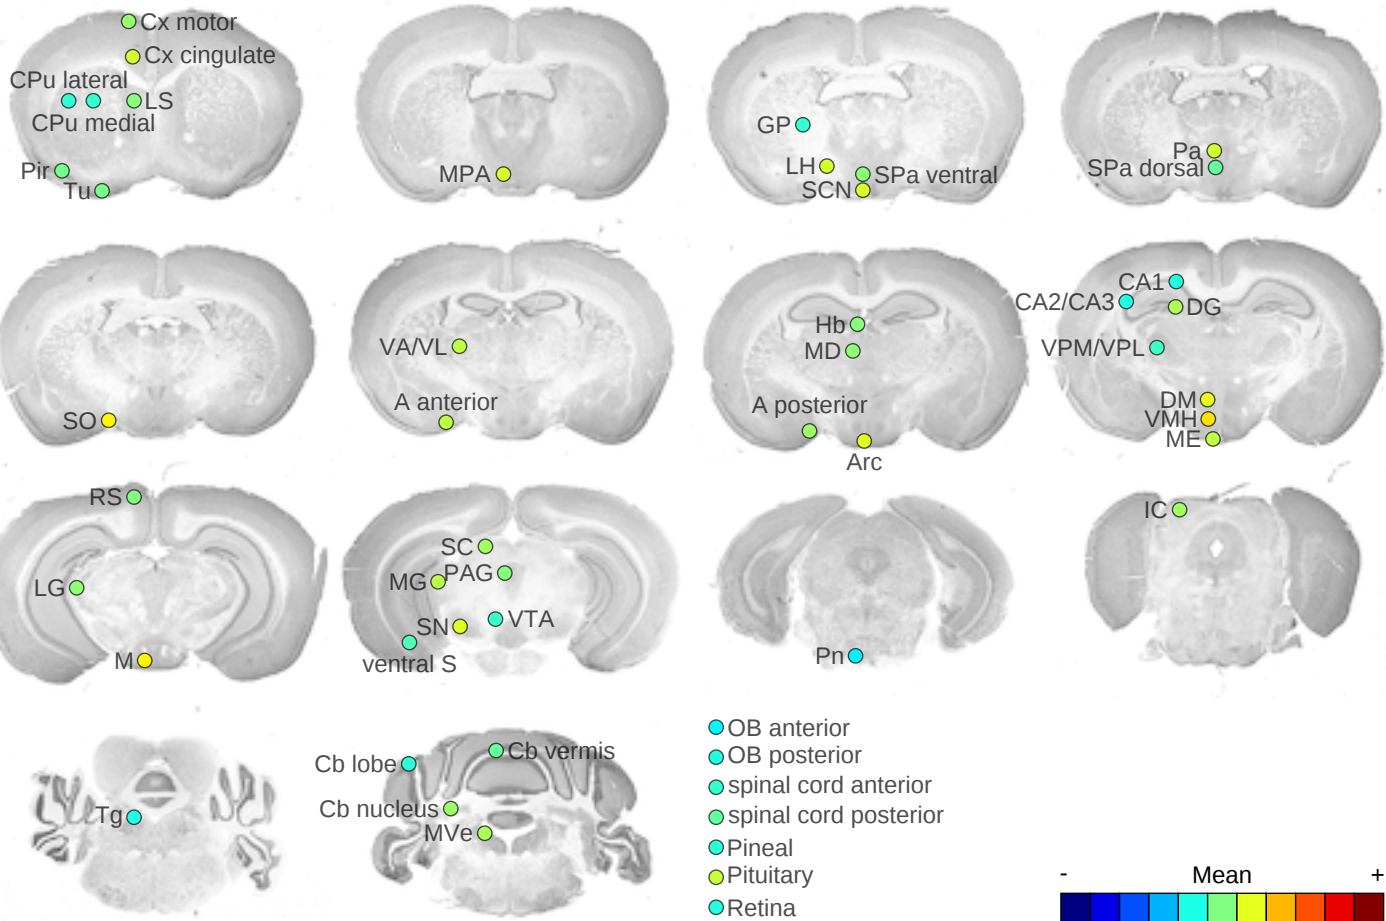 Cx motor
Cx cingulate
CPu lateral
LS
CPu medial
Pir
Tu
MPA
GP
LH
SPa ventral
SCN
Pa
SPa dorsal
SO
VA/VL
A anterior
Hb
MD
A posterior
Arc
CA1
CA2/CA3
DG
VPM/VPL
DM
VMH
ME
RS
LG
M
SC
PAG
MG
VTA
SN
ventral S
Pn
IC
Tg
Cb vermis
Cb lobe
Cb nucleus
MVe
OB anterior
OB posterior
spinal cord anterior
spinal cord posterior
Pineal
Pituitary
Retina
- Mean +